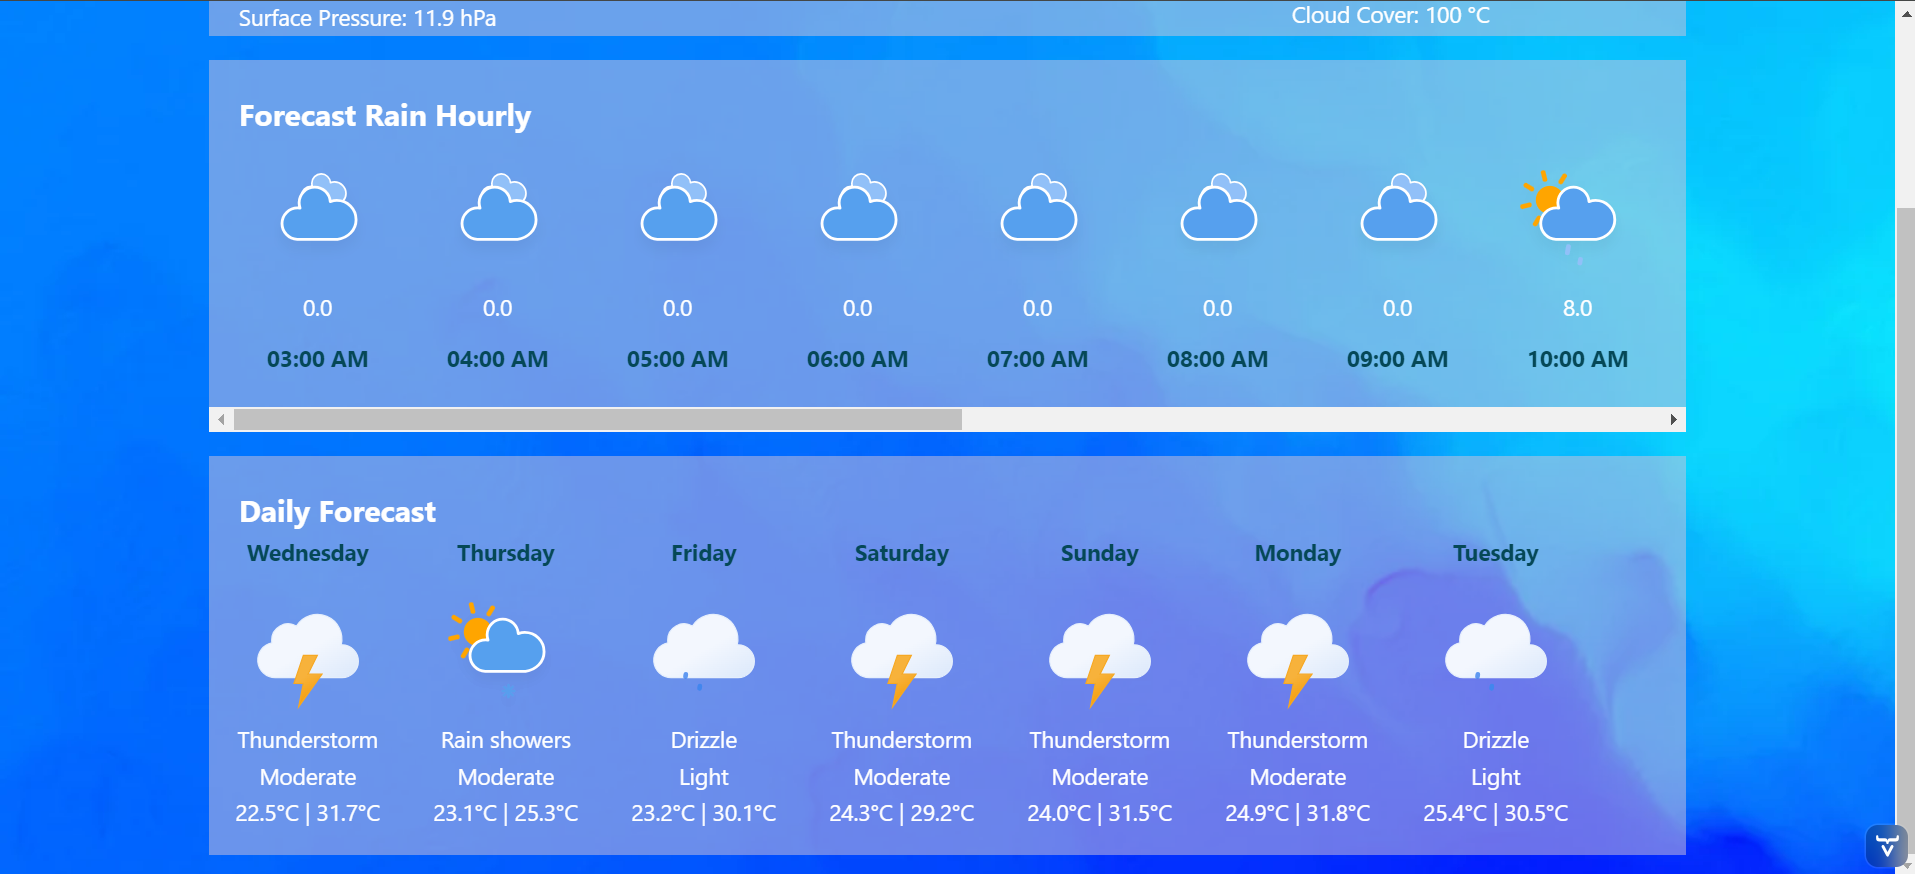 Surface Pressure: 11.9 hPa Cloud Cover: 100 °C
Forecast Rain Hourly
0.0 0.0 0.0 0.0 0.0 0.0 0.0 8.0
03:00 AM 04:00 AM 05:00 AM 06:00 AM 07:00 AM 08:00 AM 09:00 AM 10:00 AM
Daily Forecast
Wednesday Thursday Friday Saturday Sunday Monday Tuesday
Thunderstorm Rain showers Drizzle Thunderstorm Thunderstorm Thunderstorm Drizzle
Moderate Moderate Light Moderate Moderate Moderate Light
22.5°C | 31.7°C 23.1°C | 25.3°C 23.2°C | 30.1°C 24.3°C | 29.2°C 24.0°C | 31.5°C 24.9°C | 31.8°C 25.4°C | 30.5°C